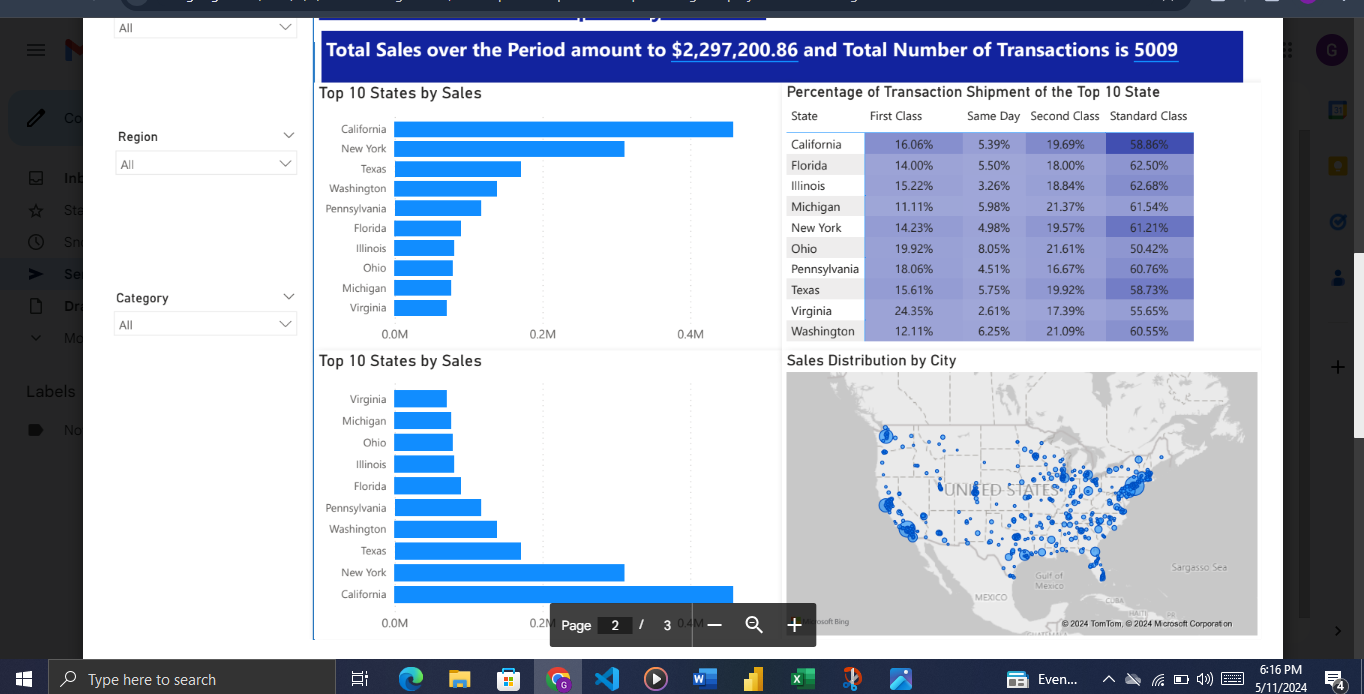 All
Total Sales over the Period amount to $2,297,200.86 and Total Number of Transactions is 5009
G
Top 10 States by Sales
California
New York
Texas
Washington
Pennsylvania
Florida
Illinois
Ohio
Michigan
Virginia
0.0M 0.2M 0.4M
Percentage of Transaction Shipment of the Top 10 State
State First Class Same Day Second Class Standard Class
California 16.06% 5.39% 19.69% 58.86%
Florida 14.00% 5.50% 18.00% 62.50%
Illinois 15.22% 3.26% 18.84% 62.68%
Michigan 11.11% 5.98% 21.37% 61.54%
New York 14.23% 4.98% 19.57% 61.21%
Ohio 19.92% 8.05% 21.61% 50.42%
Pennsylvania 18.06% 4.51% 16.67% 60.76%
Texas 15.61% 5.75% 19.92% 58.73%
Virginia 24.35% 2.61% 17.39% 55.65%
Washington 12.11% 6.25% 21.09% 60.55%
Region
All
Category
All
Labels
Top 10 States by Sales
Virginia
Michigan
Ohio
Illinois
Florida
Pennsylvania
Washington
Texas
New York
California
0.0M 0.2M 0.4M
Sales Distribution by City
UNITED STATES
Gulf of
Mexico
MEXICO
CUBA
Sargasso Sea
© 2024 TomTom, © 2024 Microsoft Corporation
Page 2 / 3
Type here to search
Even...
6:16 PM
5/11/2024
4